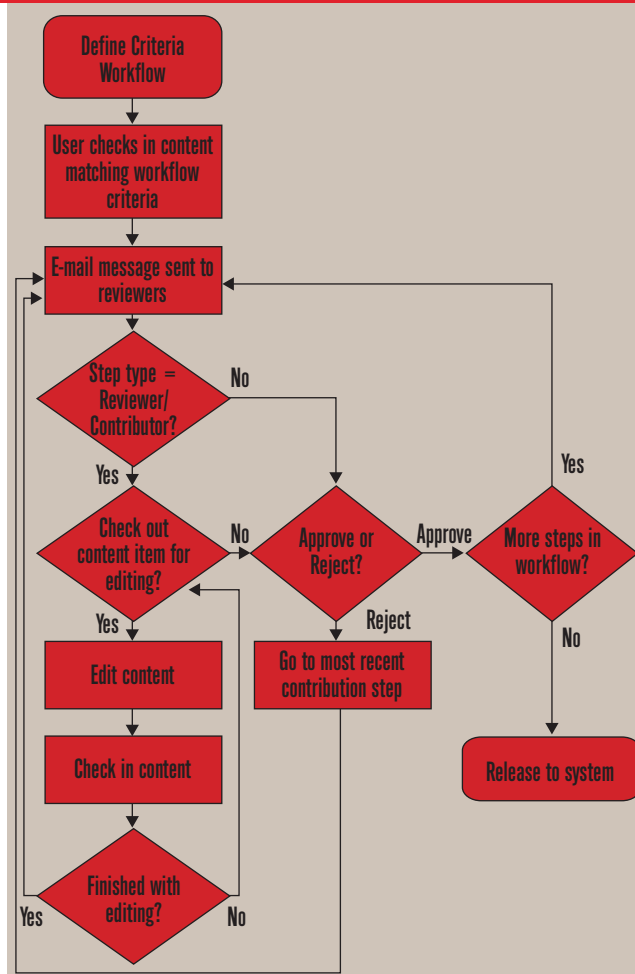 Define Criteria
Workflow
User checks in content
matching workflow
criteria
E-mail message sent to
reviewers
Step type =
Reviewer/
Contributor?
No
Yes
Check out
content item for
editing?
No
Approve or
Reject?
Approve
More steps in
workflow?
Yes
Yes
Reject
No
Edit content
Go to most recent
contribution step
Check in content
Release to system
Finished with
editing?
Yes
No